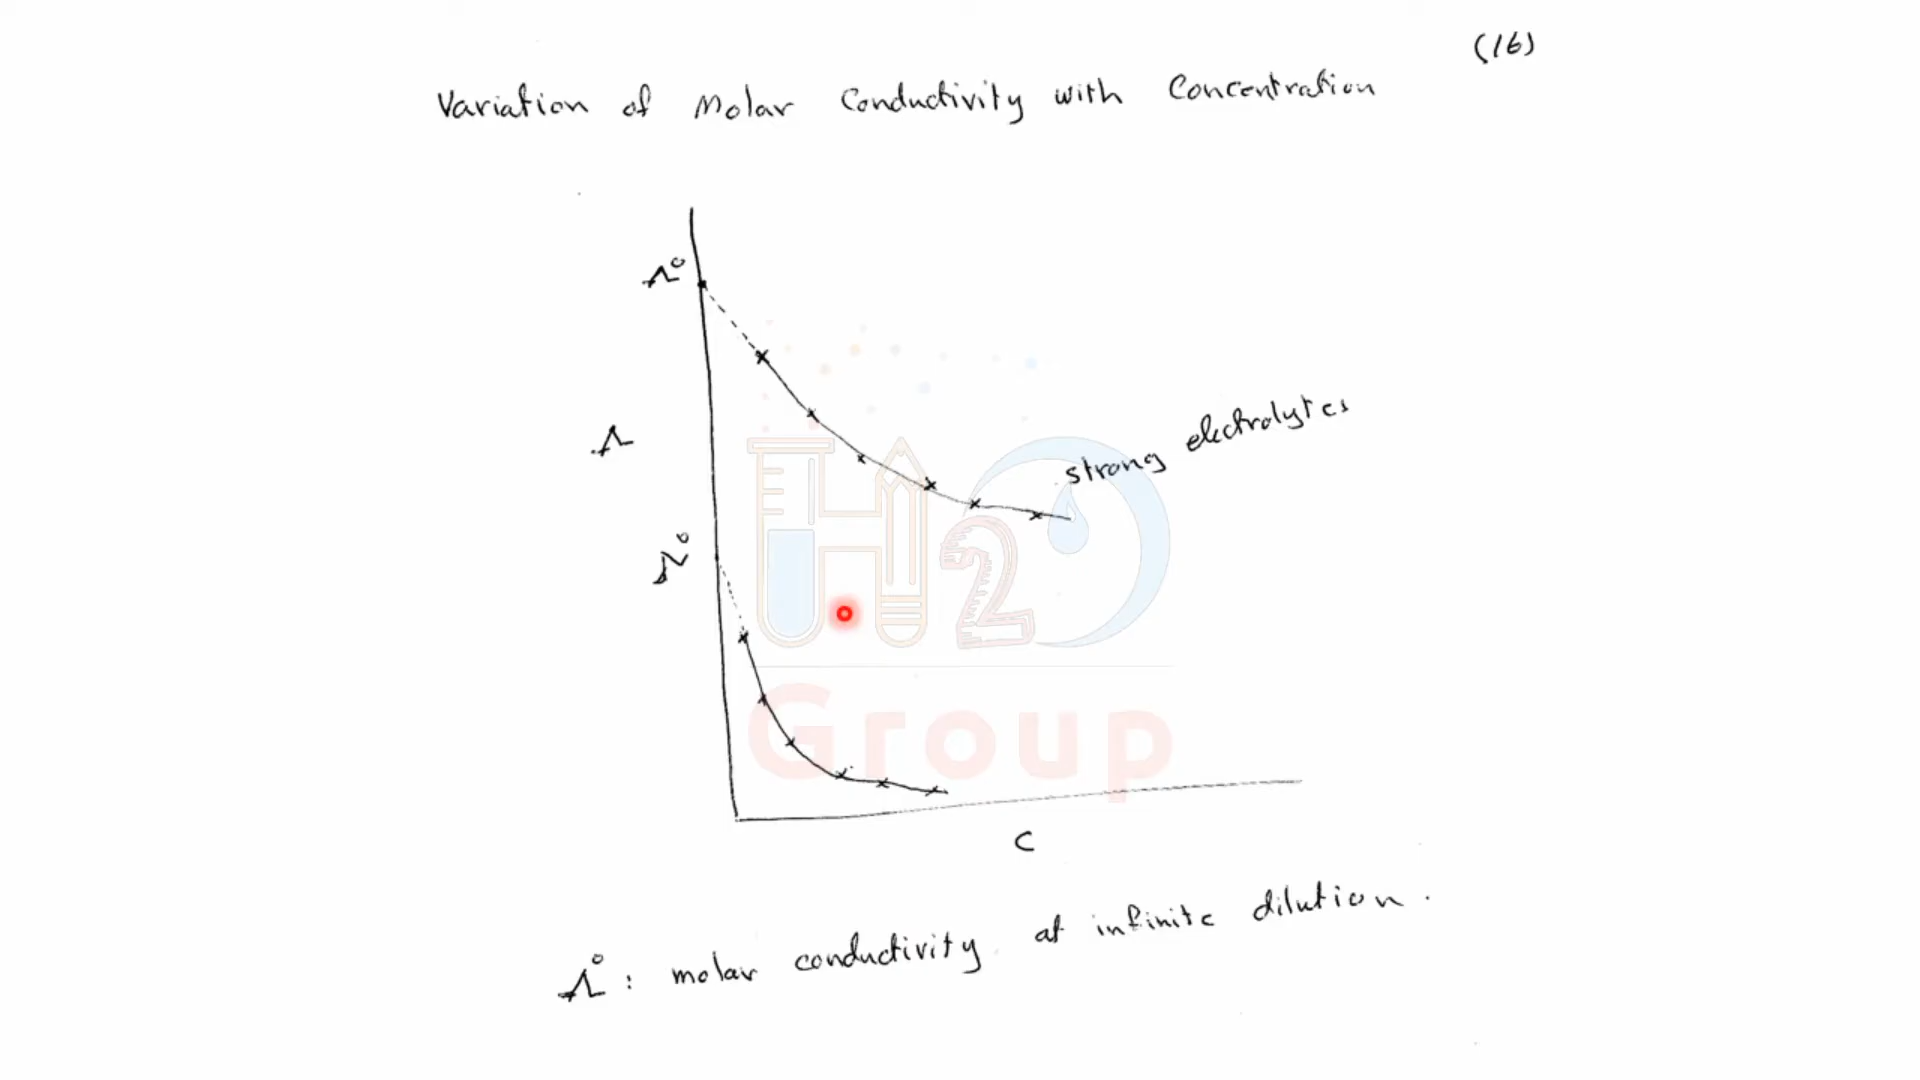 (16)
Variation of Molar Conductivity with Concentration
Λ°
strong electrolytes
Λ
Λ°
H2O
Group
C
Λ° : molar conductivity at infinite dilution.